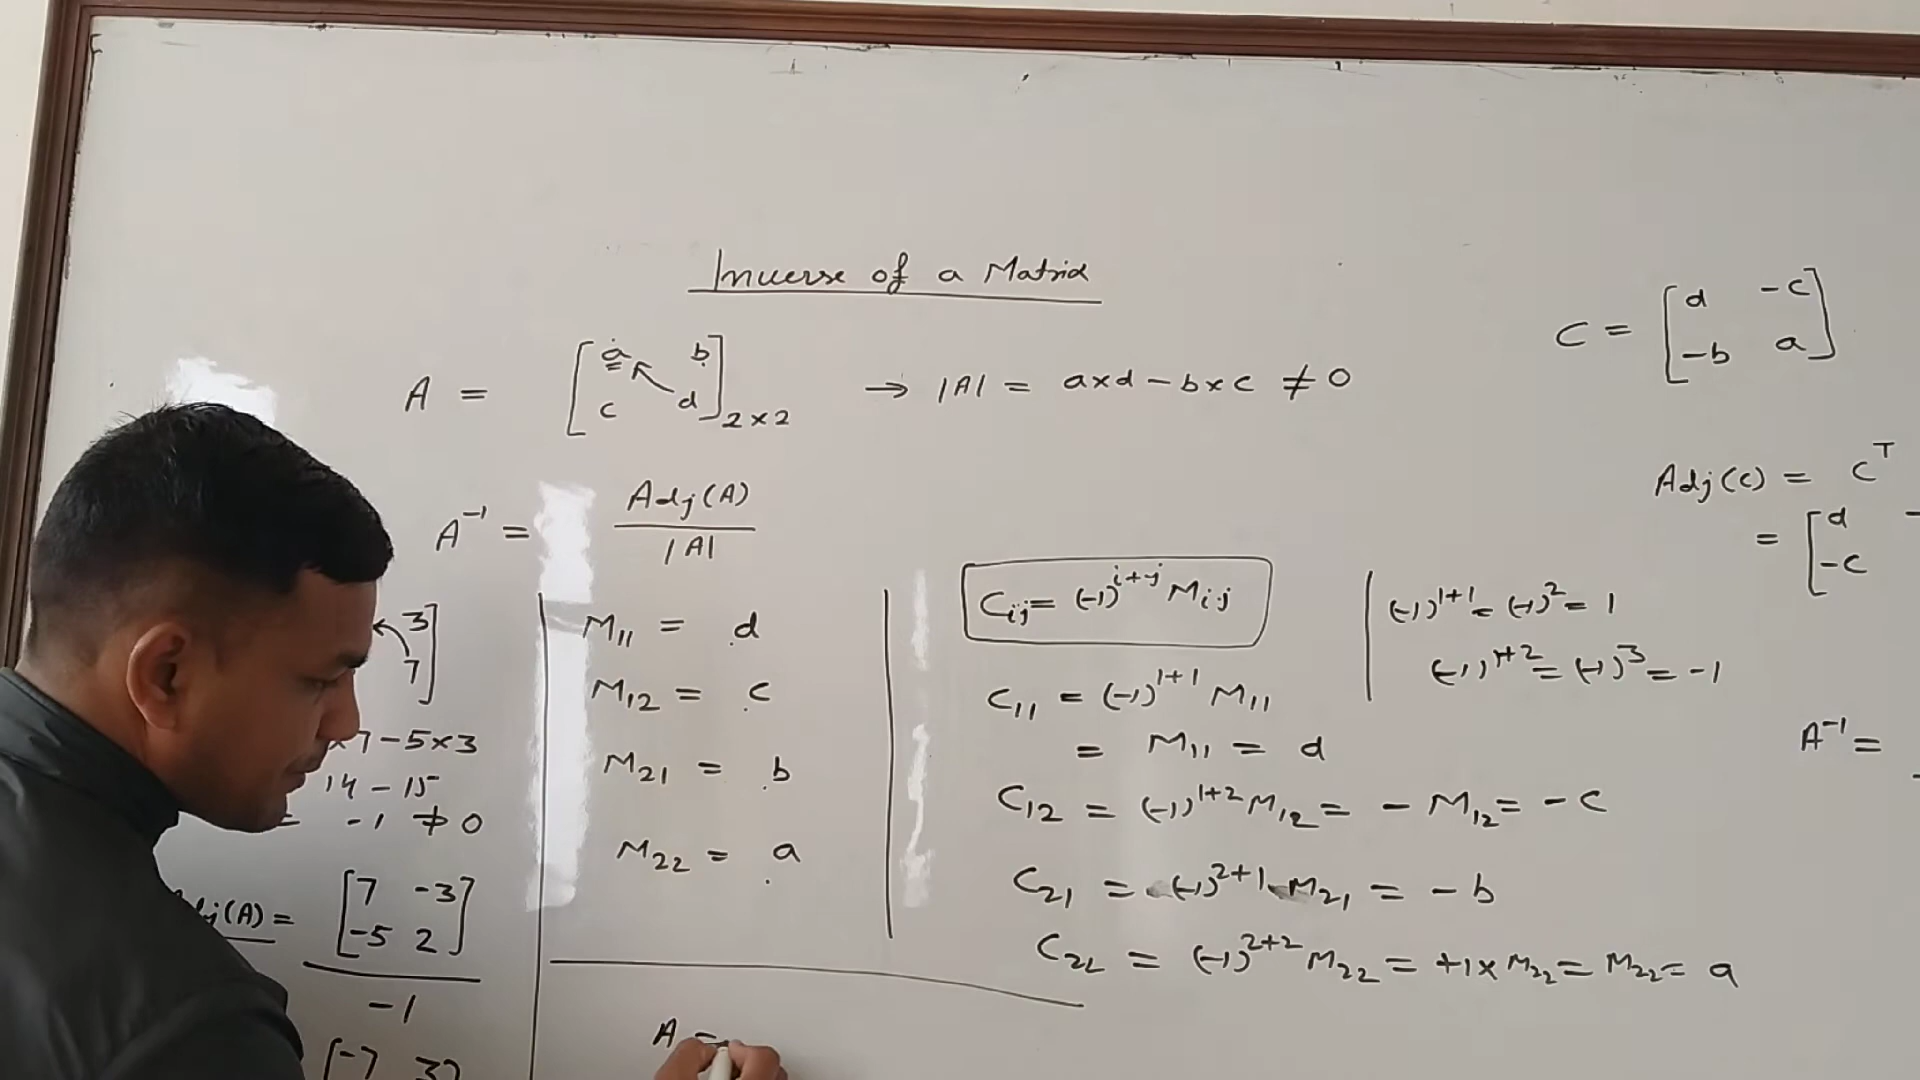 Inverse of a Matrix
A = [a b
c d]2×2 → |A| = a×d – b×c ≠ 0
A⁻¹ = Adj(A)
|A|
3]
7]
×7 – 5×3
14 – 15
= -1 ≠ 0
j(A) = [7 -3
-5 2]
-1
[-7 3]
M11 = d
M12 = c
M21 = b
M22 = a
Cij = (-1)^i+j Mij
C11 = (-1)^1+1 M11
= M11 = d
C12 = (-1)^1+2 M12 = - M12 = - c
C21 = (-1)^2+1 M21 = - b
C22 = (-1)^2+2 M22 = +1× M22 = M22 = a
(-1)^1+1 = (-1)² = 1
(-1)^1+2 = (-1)³ = -1
C = [d -c
-b a]
Adj(c) = C^T
= [d -
-c
A⁻¹ =
A =